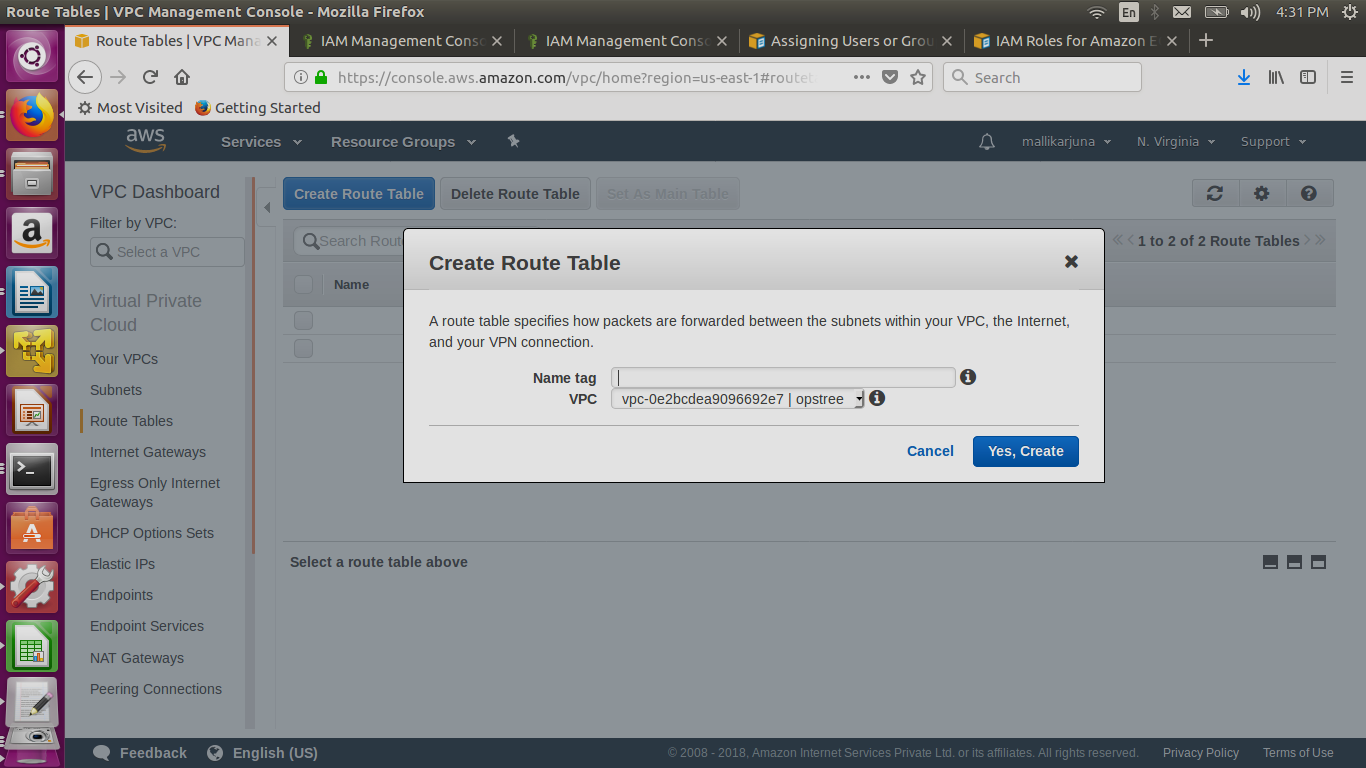 Route Tables | VPC Management Console - Mozilla Firefox
En
4:31 PM
Route Tables | VPC Mana
IAM Management Conso
IAM Management Conso
Assigning Users or Grou
IAM Roles for Amazon E
https://console.aws.amazon.com/vpc/home?region=us-east-1#route
Search
Most Visited
Getting Started
aws
Services
Resource Groups
mallikarjuna
N. Virginia
Support
VPC Dashboard
Filter by VPC:
Select a VPC
Virtual Private
Cloud
Your VPCs
Subnets
Route Tables
Internet Gateways
Egress Only Internet
Gateways
DHCP Options Sets
Elastic IPs
Endpoints
Endpoint Services
NAT Gateways
Peering Connections
Create Route Table
Delete Route Table
Set As Main Table
Search Rout
1 to 2 of 2 Route Tables
Name
Create Route Table
A route table specifies how packets are forwarded between the subnets within your VPC, the Internet,
and your VPN connection.
Name tag
VPC
vpc-0e2bcdea9096692e7 | opstree
Cancel
Yes, Create
Select a route table above
Feedback
English (US)
© 2008 - 2018, Amazon Internet Services Private Ltd. or its affiliates. All rights reserved.
Privacy Policy
Terms of Use